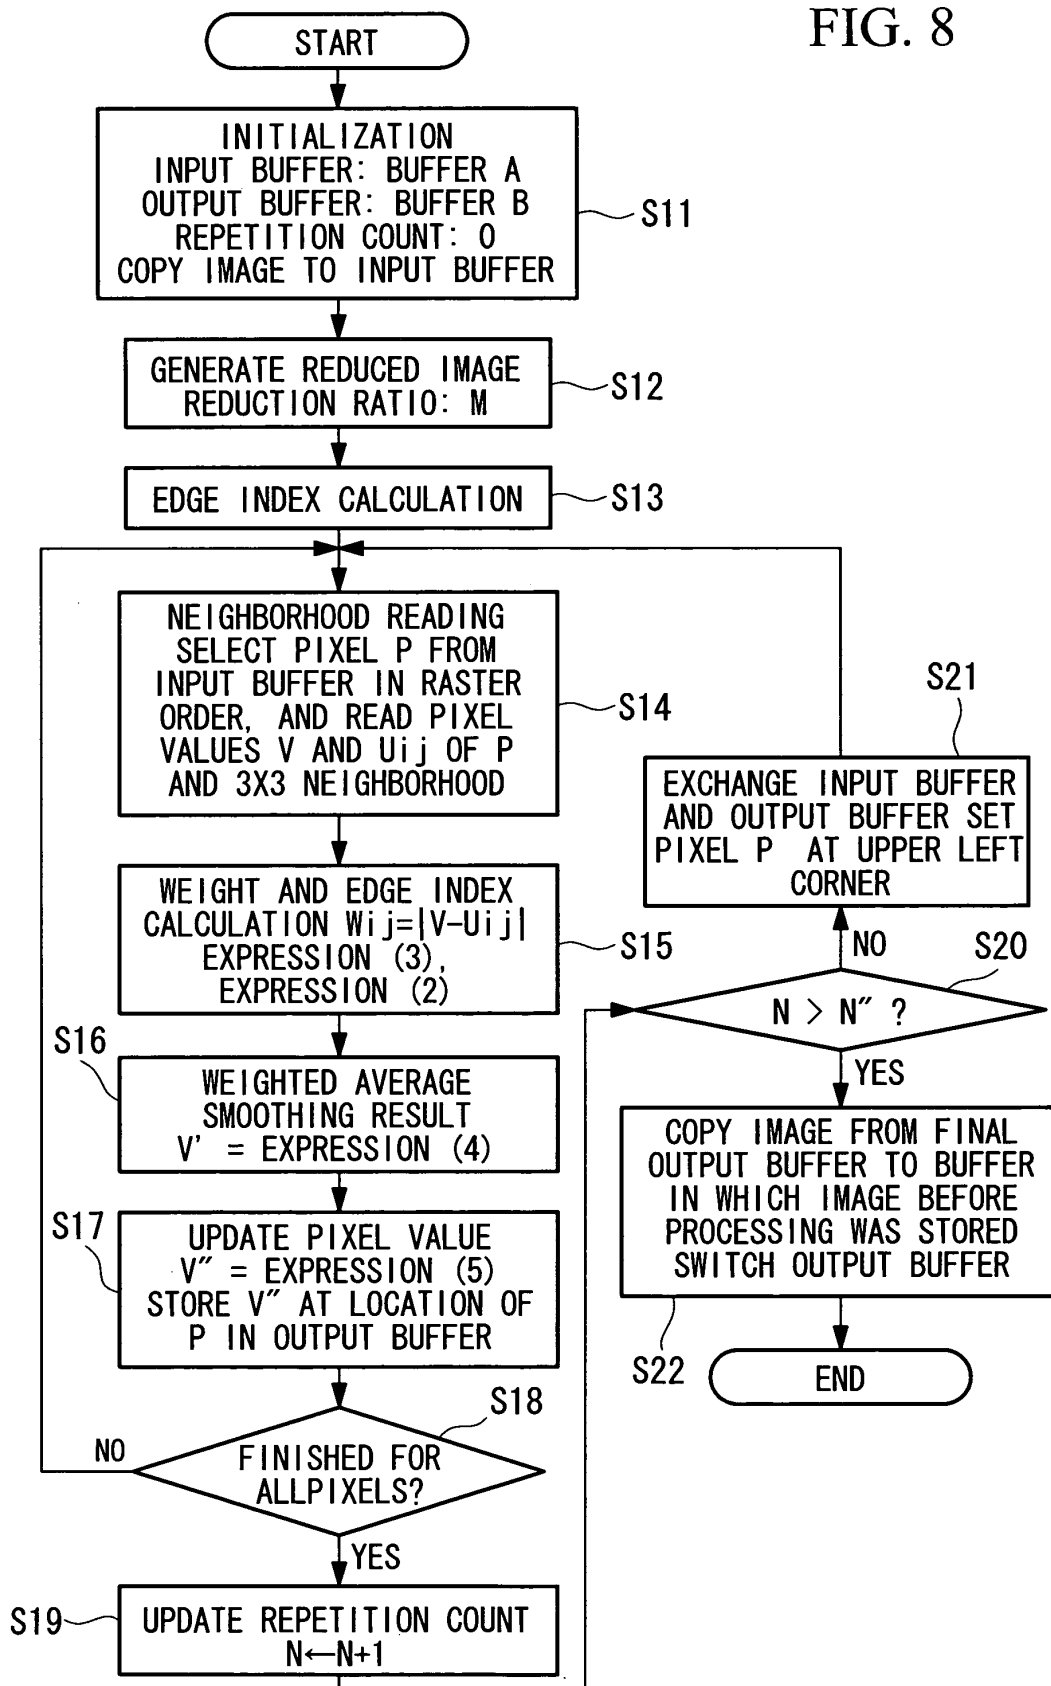 FIG. 8
START
INITIALIZATION
INPUT BUFFER: BUFFER A
OUTPUT BUFFER: BUFFER B
REPETITION COUNT: 0
COPY IMAGE TO INPUT BUFFER
S11
GENERATE REDUCED IMAGE
REDUCTION RATIO: M
S12
EDGE INDEX CALCULATION
S13
NEIGHBORHOOD READING
SELECT PIXEL P FROM
INPUT BUFFER IN RASTER
ORDER, AND READ PIXEL
VALUES V AND Uij OF P
AND 3X3 NEIGHBORHOOD
S14
WEIGHT AND EDGE INDEX
CALCULATION Wij=|V-Uij|
EXPRESSION (3),
EXPRESSION (2)
S15
S16
WEIGHTED AVERAGE
SMOOTHING RESULT
V' = EXPRESSION (4)
S17
UPDATE PIXEL VALUE
V″ = EXPRESSION (5)
STORE V″ AT LOCATION OF
P IN OUTPUT BUFFER
S18
NO
FINISHED FOR
ALLPIXELS?
YES
S19
UPDATE REPETITION COUNT
N←N+1
S21
EXCHANGE INPUT BUFFER
AND OUTPUT BUFFER SET
PIXEL P AT UPPER LEFT
CORNER
NO
S20
N > N″ ?
YES
COPY IMAGE FROM FINAL
OUTPUT BUFFER TO BUFFER
IN WHICH IMAGE BEFORE
PROCESSING WAS STORED
SWITCH OUTPUT BUFFER
S22
END